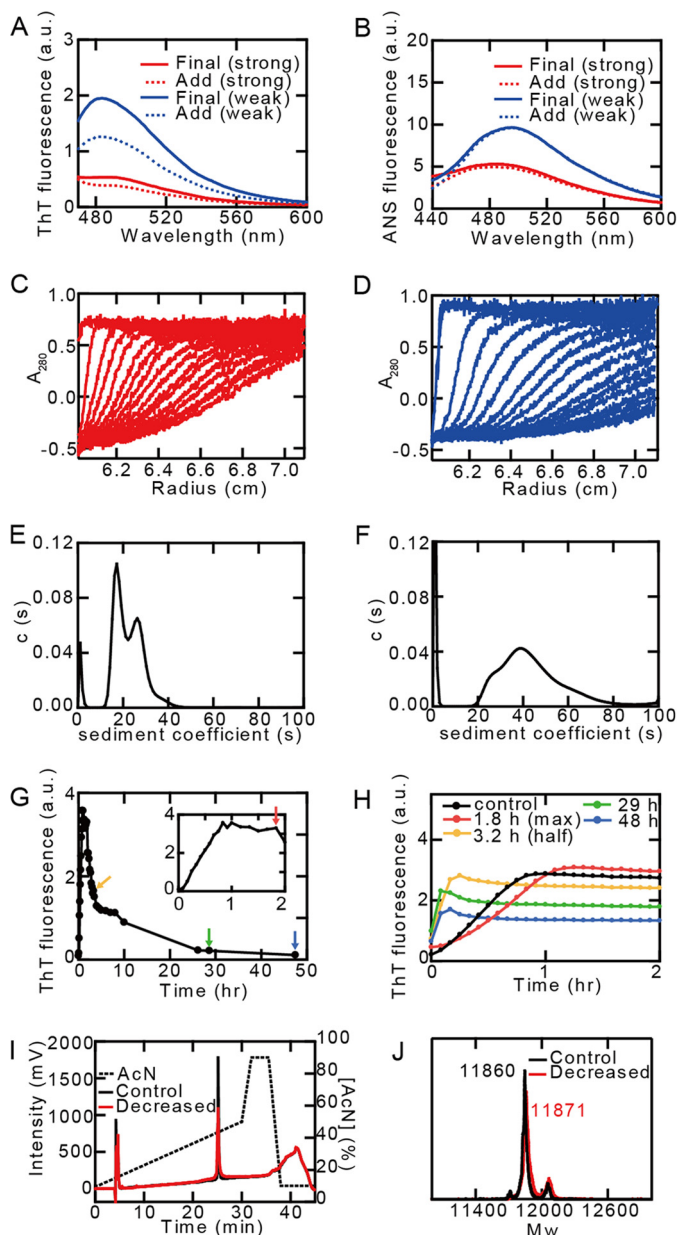 A
B
ThT fluorescence (a.u.)
3
2
1
0
480
520
560
600
Wavelength (nm)
Final (strong)
Add (strong)
Final (weak)
Add (weak)
ANS fluorescence (a.u.)
20
15
10
5
0
440
480
520
560
600
Wavelength (nm)
Final (strong)
Add (strong)
Final (weak)
Add (weak)
C
D
A280
1.0
0.5
0.0
-0.5
6.2
6.4
6.6
6.8
7.0
Radius (cm)
A280
1.0
0.5
0.0
-0.5
6.2
6.4
6.6
6.8
7.0
Radius (cm)
E
F
c (s)
0.12
0.08
0.04
0.00
0
20
40
60
80
100
sediment coefficient (s)
c (s)
0.12
0.08
0.04
0.00
0
20
40
60
80
100
sediment coefficient (s)
G
H
ThT fluorescence (a.u.)
4
2
0
0
10
20
30
40
50
Time (hr)
4
3
2
1
0
0
1
2
ThT fluorescence (a.u.)
4
2
0
0
1
2
Time (hr)
control
1.8 h (max)
3.2 h (half)
29 h
48 h
I
J
Intensity (mV)
2000
1750
1500
1250
1000
750
500
250
0
0
10
20
30
40
Time (min)
100
80
60
40
20
0
[AcN] (%)
AcN
Control
Decreased
11860
11871
Control
Decreased
11400
12000
12600
Mw